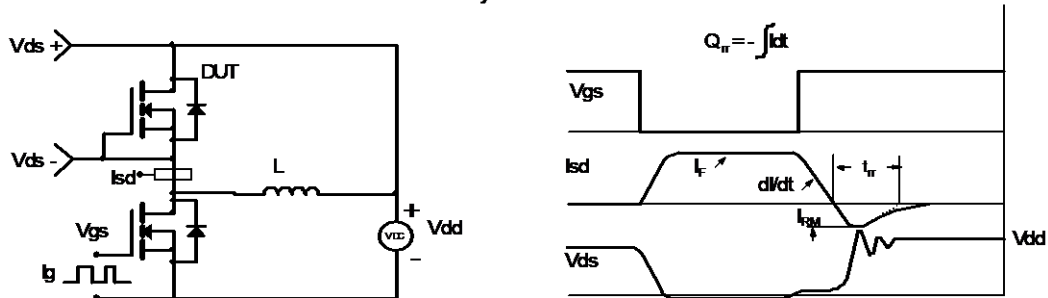 Vds +
DUT
Vds -
Isd
L
Vgs
Ig
+
VDC
-
Vdd
Qrr = - ∫ Idt
Vgs
Isd
IF
dI/dt
trr
IRM
Vds
Vdd